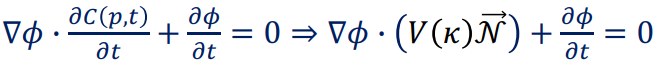 ∇ϕ · ∂C(p,t)/∂t + ∂ϕ/∂t = 0 ⇒ ∇ϕ · (V(κ)𝒩⃗) + ∂ϕ/∂t = 0